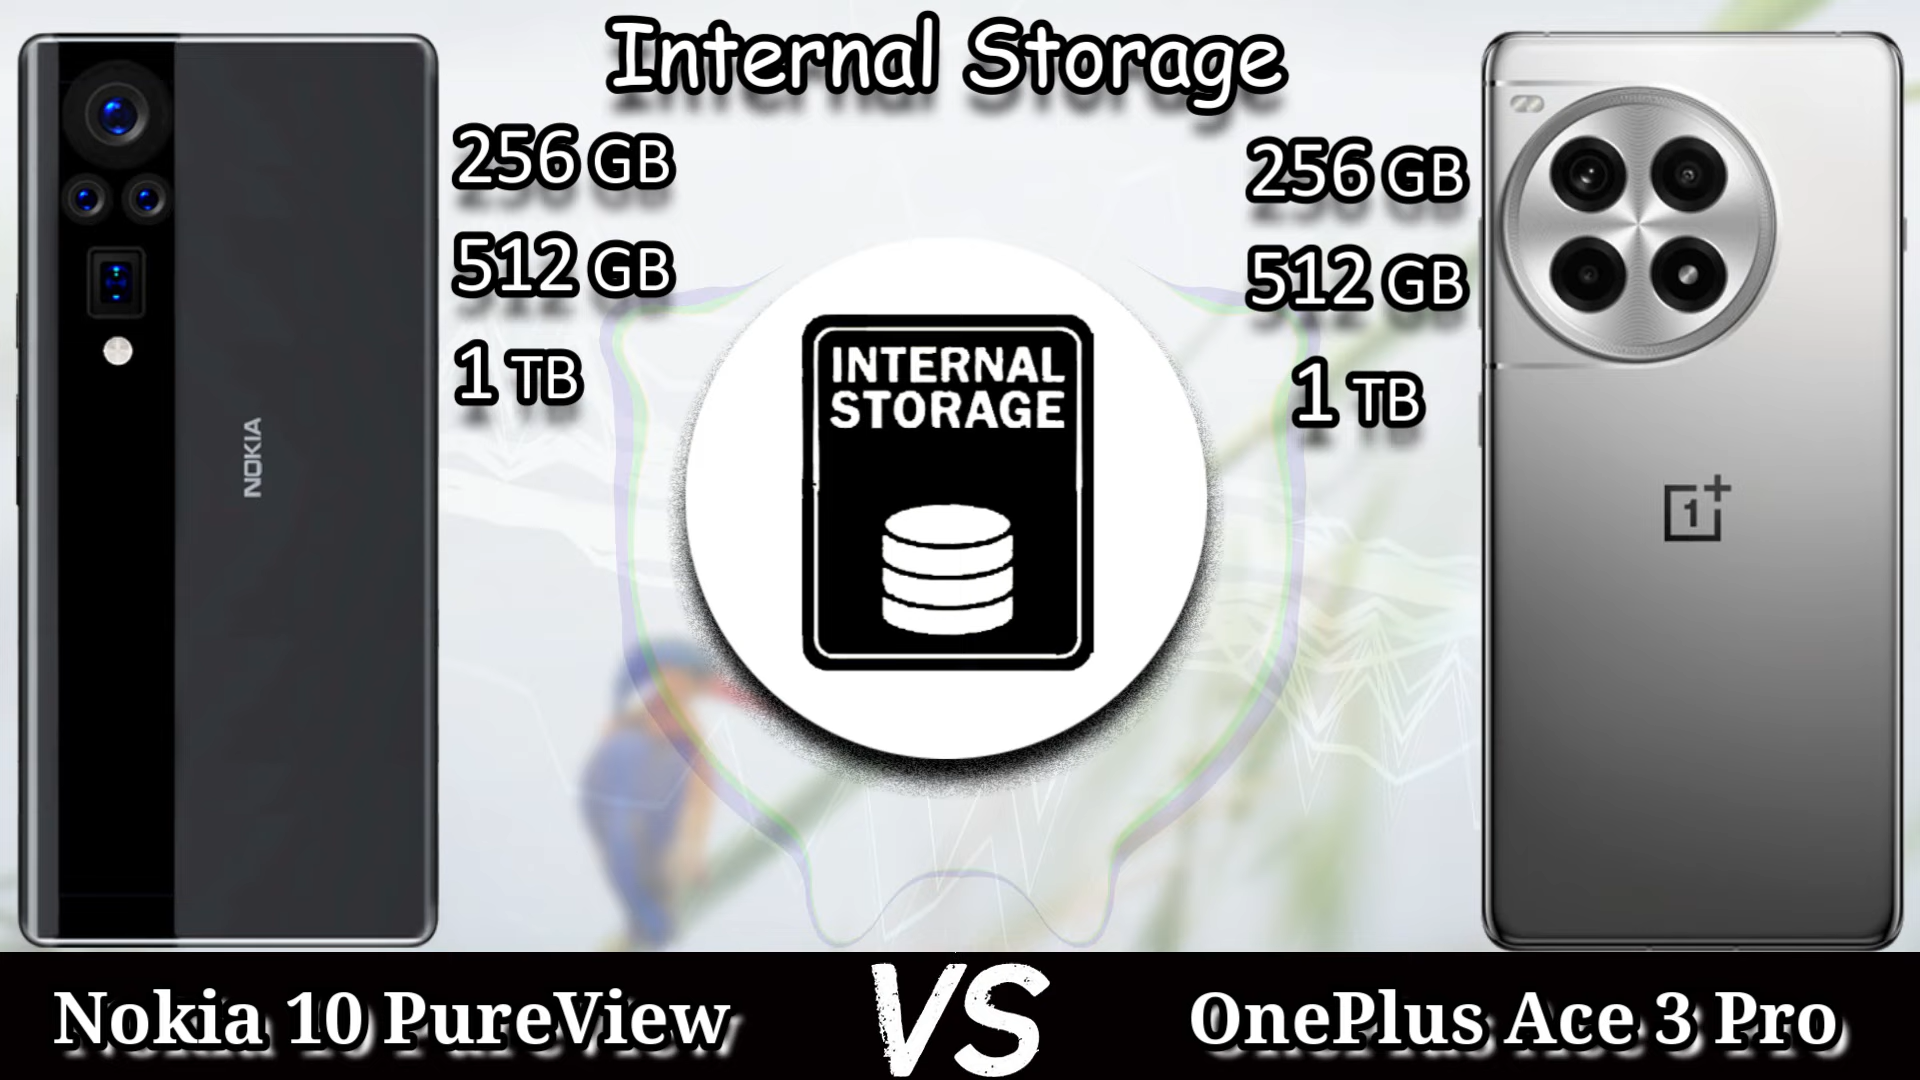 Internal Storage
256 GB
512 GB
1 TB
256 GB
512 GB
1 TB
INTERNAL
STORAGE
NOKIA
1+
Nokia 10 PureView
VS
OnePlus Ace 3 Pro